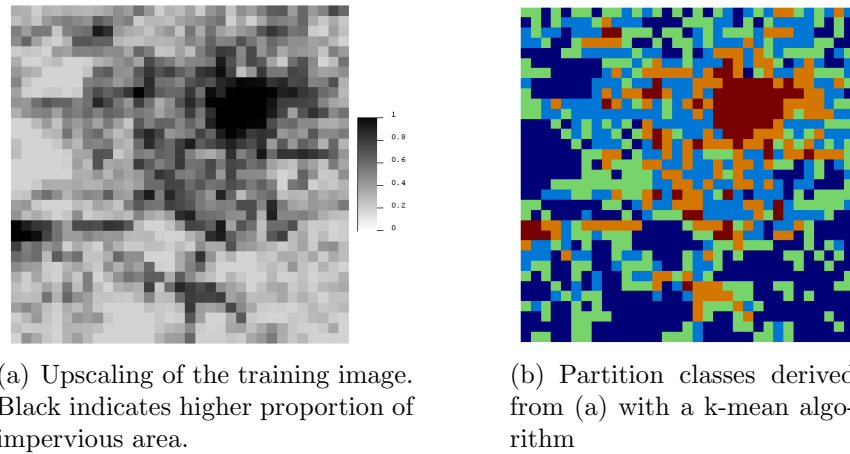 1
0.8
0.6
0.4
0.2
0
(a) Upscaling of the training image.
Black indicates higher proportion of
impervious area.
(b) Partition classes derived
from (a) with a k-mean algo-
rithm